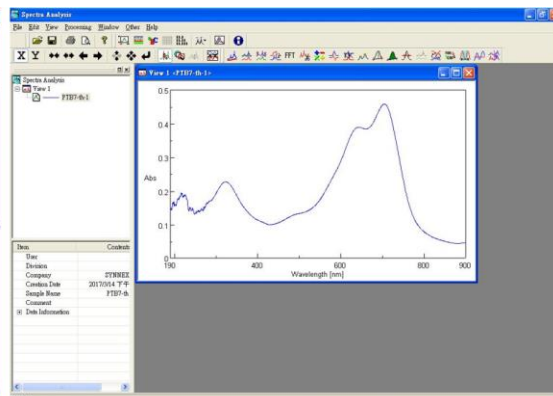 Spectra Analysis
File Edit View Processing Window Other Help
FFT
Spectra Analysis
View 1
PTB7-th-1
View 1 <PTB7-th-1>
0.5
0.4
0.3
Abs
0.2
0.1
0
190 400 600 800 900
Wavelength [nm]
Item Contents
User
Division
Company SYNNEX
Creation Date 2017/3/14 下午
Sample Name PTB7-th
Comment
Data Information